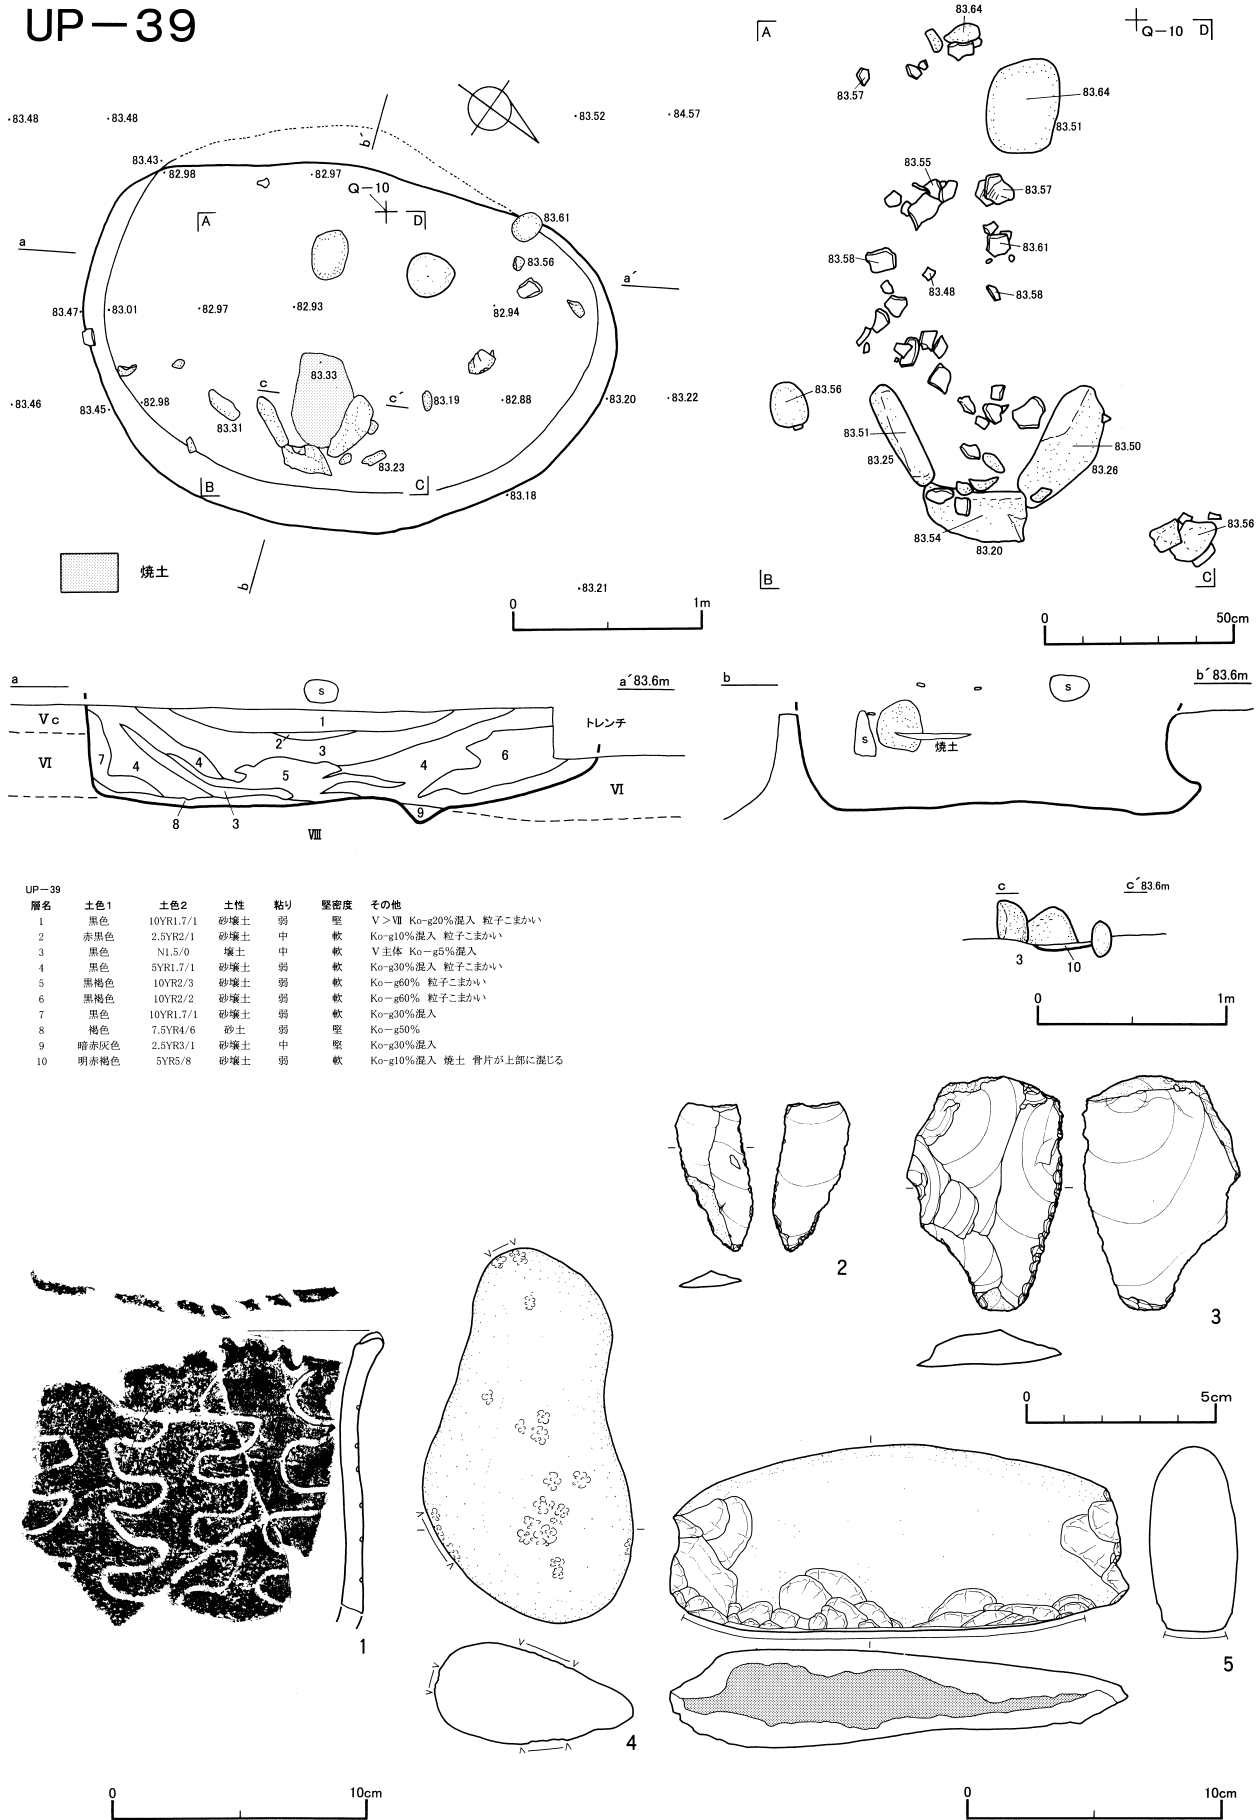 UP－39
A
83.64
Q－10 D
83.57
83.64
83.51
・83.48 ・83.48
b´
・83.52 ・84.57
83.43・
・82.98 ・82.97
Q－10
A D
83.61
83.55
83.57
83.61
a
83.56
83.58
83.48
83.58
a´
83.47・ ・83.01 ・82.97 ・82.93
・82.94
83.33
c c´
・83.46 83.45・ ・82.98
83.31
83.19 ・82.88 ・83.20 ・83.22
83.56
83.51
83.25
83.50
83.26
83.23
B C
・83.18
83.54
83.20
83.56
焼土
b
・83.21
B C
0 1m
0 50cm
a a´83.6m
s
Ⅴc
1
トレンチ
2
3
Ⅵ
7 4 4 5 4 6
Ⅵ
8 3 9
Ⅷ
b b´83.6m
s
s
焼土
c c´83.6m
3 10
0 1m
UP－39
層名 土色1 土色2 土性 粘り 堅密度 その他
1 黒色 10YR1.7/1 砂壌土 弱 堅 Ⅴ＞Ⅶ Ko-g20%混入 粒子こまかい
2 赤黒色 2.5YR2/1 砂壌土 中 軟 Ko-g10%混入 粒子こまかい
3 黒色 N1.5/0 壌土 中 軟 Ⅴ主体 Ko－g5%混入
4 黒色 5YR1.7/1 砂壌土 弱 軟 Ko-g30%混入 粒子こまかい
5 黒褐色 10YR2/3 砂壌土 弱 軟 Ko－g60% 粒子こまかい
6 黒褐色 10YR2/2 砂壌土 弱 軟 Ko－g60% 粒子こまかい
7 黒色 10YR1.7/1 砂壌土 弱 軟 Ko-g30%混入
8 褐色 7.5YR4/6 砂土 弱 堅 Ko－g50%
9 暗赤灰色 2.5YR3/1 砂壌土 中 堅 Ko-g30%混入
10 明赤褐色 5YR5/8 砂壌土 弱 軟 Ko-g10%混入 焼土 骨片が上部に混じる
2
3
0 5cm
1
4
5
0 10cm
0 10cm